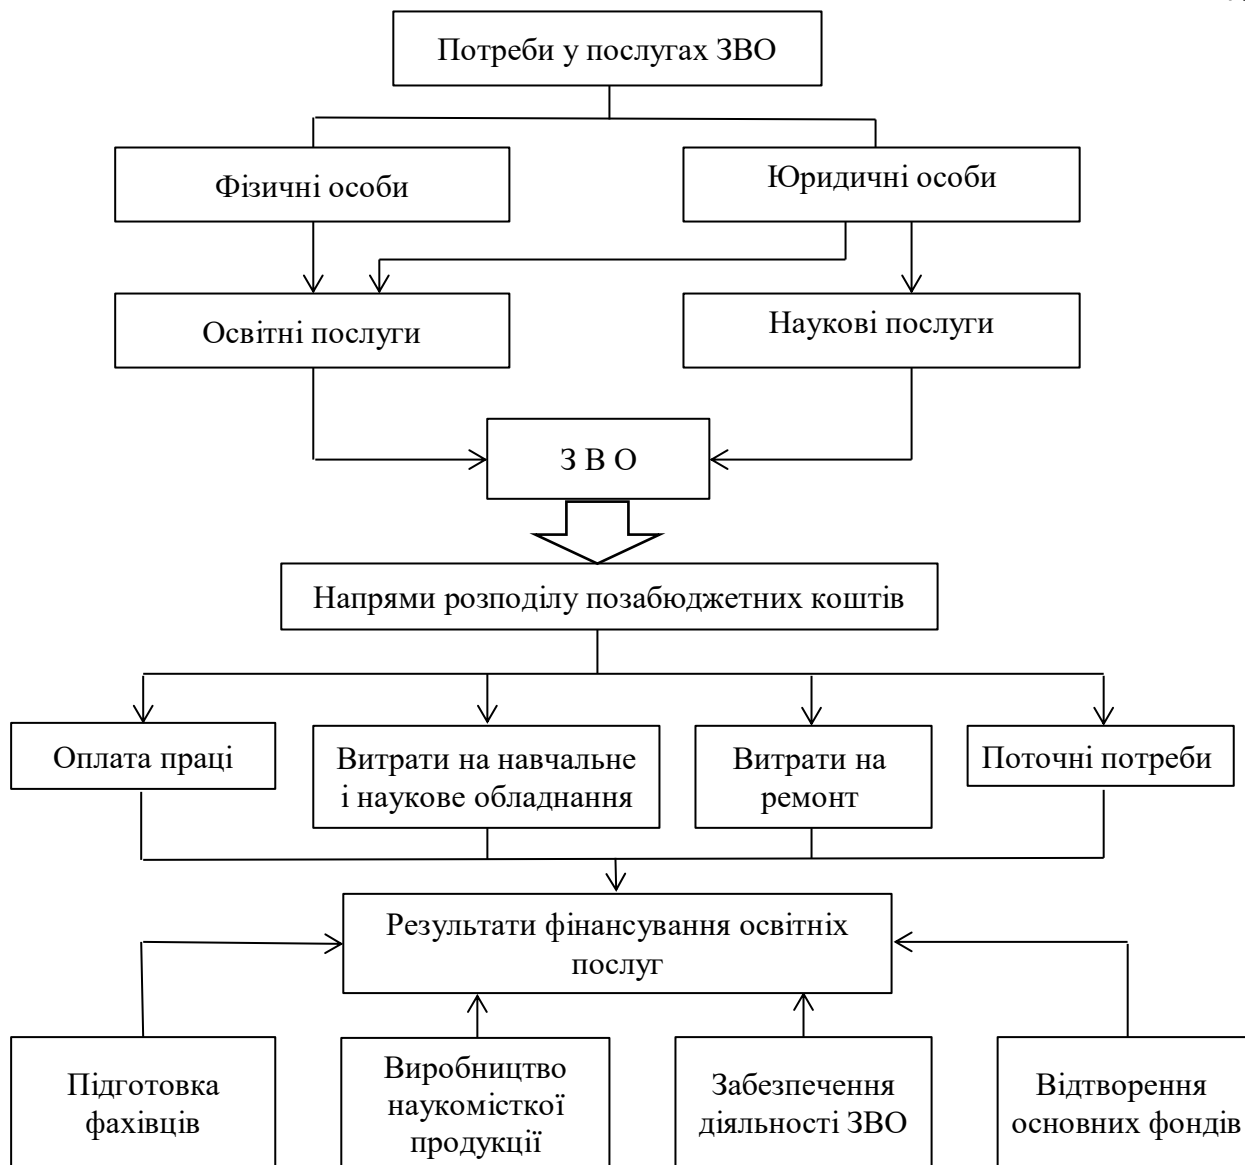 Потреби у послугах ЗВО
Фізичні особи
Юридичні особи
Освітні послуги
Наукові послуги
З В О
Напрями розподілу позабюджетних коштів
Оплата праці
Витрати на навчальне
і наукове обладнання
Витрати на
ремонт
Поточні потреби
Результати фінансування освітніх
послуг
Підготовка
фахівців
Виробництво
наукомісткої
продукції
Забезпечення
діяльності ЗВО
Відтворення
основних фондів